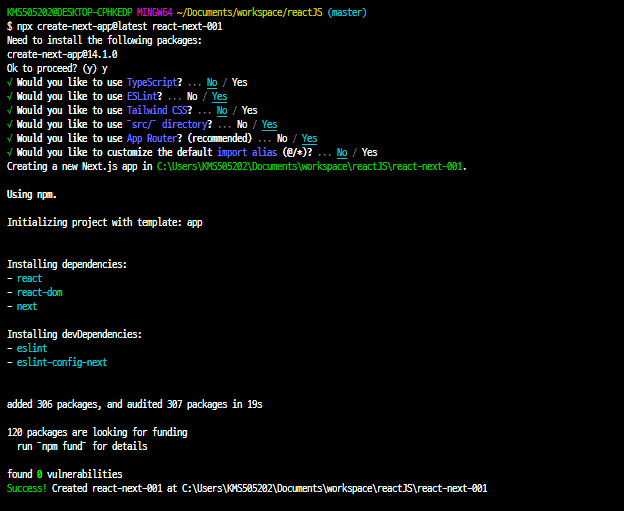 KMS505202@DESKTOP-CPHKEDP MINGW64 ~/Documents/workspace/reactJS (master)
$ npx create-next-app@latest react-next-001
Need to install the following packages:
create-next-app@14.1.0
Ok to proceed? (y) y
√ Would you like to use TypeScript? ... No / Yes
√ Would you like to use ESLint? ... No / Yes
√ Would you like to use Tailwind CSS? ... No / Yes
√ Would you like to use `src/` directory? ... No / Yes
√ Would you like to use App Router? (recommended) ... No / Yes
√ Would you like to customize the default import alias (@/*)? ... No / Yes
Creating a new Next.js app in C:\Users\KMS505202\Documents\workspace\reactJS\react-next-001.
Using npm.
Initializing project with template: app
Installing dependencies:
- react
- react-dom
- next
Installing devDependencies:
- eslint
- eslint-config-next
added 306 packages, and audited 307 packages in 19s
120 packages are looking for funding
run `npm fund` for details
found 0 vulnerabilities
Success! Created react-next-001 at C:\Users\KMS505202\Documents\workspace\reactJS\react-next-001